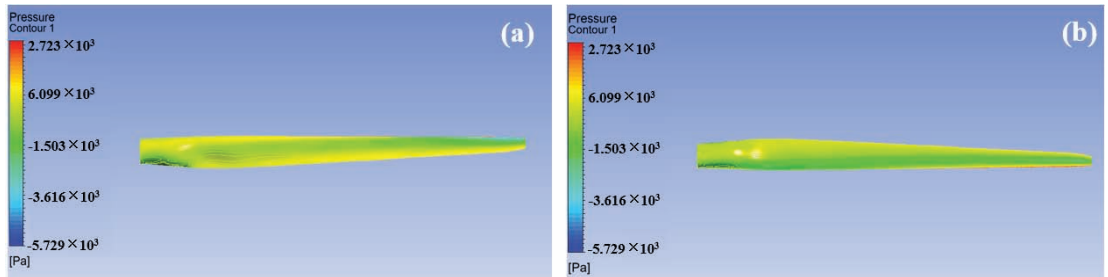 Pressure
Contour 1
(a)
2.723×10³
6.099×10³
-1.503×10³
-3.616×10³
-5.729×10³
[Pa]
Pressure
Contour 1
(b)
2.723×10³
6.099×10³
-1.503×10³
-3.616×10³
-5.729×10³
[Pa]